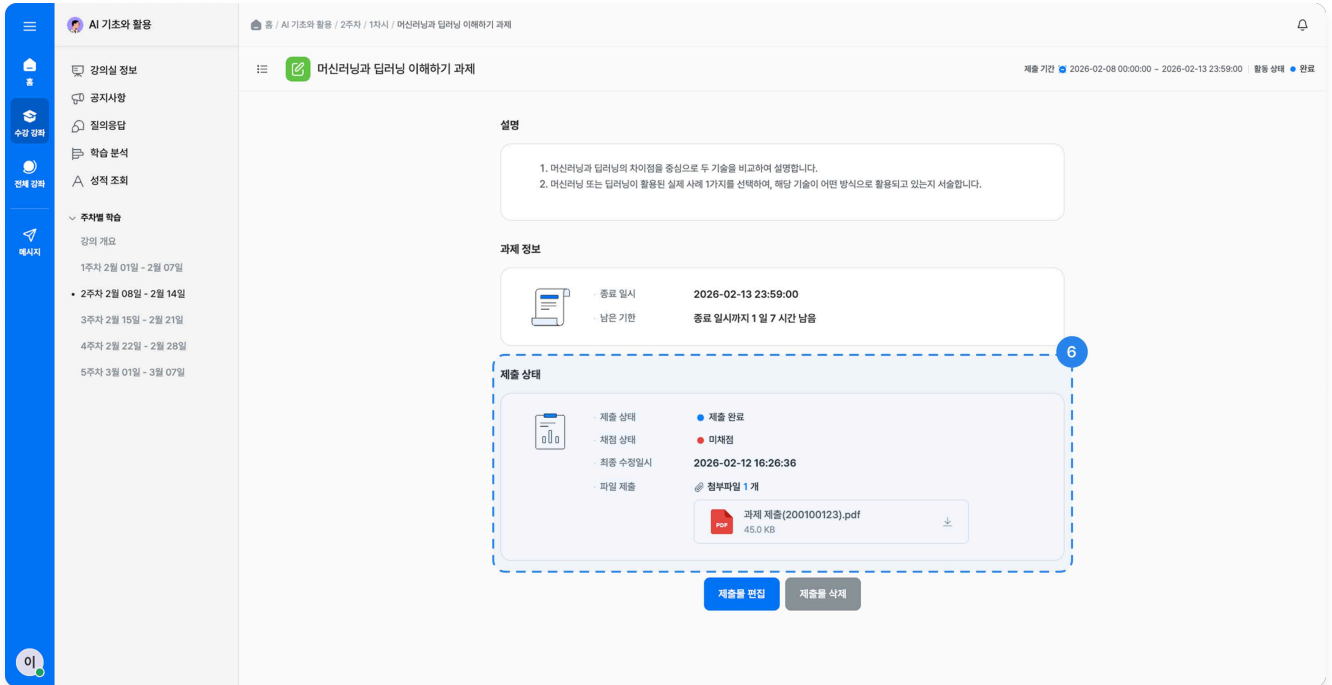 AI 기초와 활용
홈 / AI 기초와 활용 / 2주차 / 1차시 / 머신러닝과 딥러닝 이해하기 과제
홈
수강 강좌
전체 강좌
메시지
이
강의실 정보
공지사항
질의응답
학습 분석
성적 조회
주차별 학습
강의 개요
1주차 2월 01일 - 2월 07일
2주차 2월 08일 - 2월 14일
3주차 2월 15일 - 2월 21일
4주차 2월 22일 - 2월 28일
5주차 3월 01일 - 3월 07일
머신러닝과 딥러닝 이해하기 과제
제출 기간 2026-02-08 00:00:00 ~ 2026-02-13 23:59:00 활동 상태 완료
설명
1. 머신러닝과 딥러닝의 차이점을 중심으로 두 기술을 비교하여 설명합니다.
2. 머신러닝 또는 딥러닝이 활용된 실제 사례 1가지를 선택하여, 해당 기술이 어떤 방식으로 활용되고 있는지 서술합니다.
과제 정보
종료 일시 2026-02-13 23:59:00
남은 기한 종료 일시까지 1 일 7 시간 남음
6
제출 상태
제출 상태 제출 완료
채점 상태 미채점
최종 수정일시 2026-02-12 16:26:36
파일 제출 첨부파일 1 개
PDF
과제 제출(200100123).pdf
45.0 KB
제출물 편집 제출물 삭제